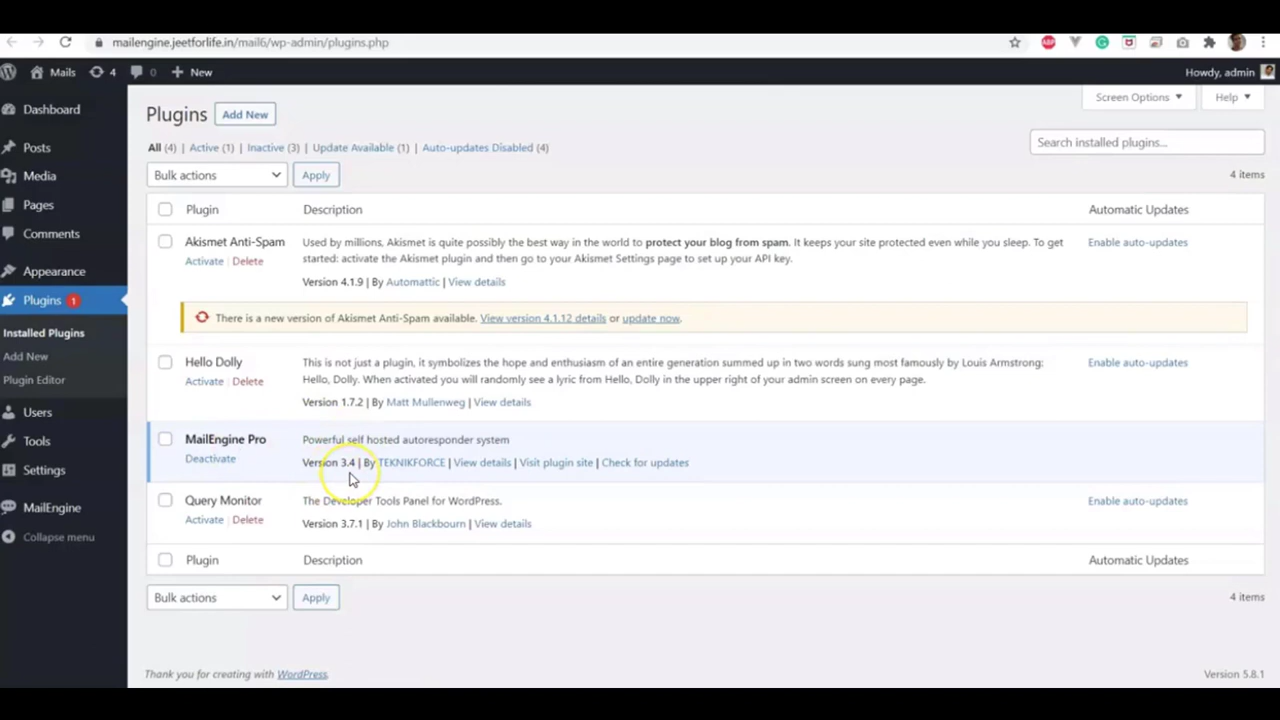 mailengine.jeetforlife.in/mail6/wp-admin/plugins.php
ABP
Mails 4 0 New
Howdy, admin
Dashboard
Posts
Media
Pages
Comments
Appearance
Plugins 1
Installed Plugins
Add New
Plugin Editor
Users
Tools
Settings
MailEngine
Collapse menu
Screen Options Help
Plugins Add New
All (4) | Active (1) | Inactive (3) | Update Available (1) | Auto-updates Disabled (4)
Search installed plugins...
Bulk actions Apply
4 items
Plugin Description Automatic Updates
Akismet Anti-Spam Used by millions, Akismet is quite possibly the best way in the world to protect your blog from spam. It keeps your site protected even while you sleep. To get Enable auto-updates
Activate | Delete started: activate the Akismet plugin and then go to your Akismet Settings page to set up your API key.
Version 4.1.9 | By Automattic | View details
There is a new version of Akismet Anti-Spam available. View version 4.1.12 details or update now.
Hello Dolly This is not just a plugin, it symbolizes the hope and enthusiasm of an entire generation summed up in two words sung most famously by Louis Armstrong: Enable auto-updates
Activate | Delete Hello, Dolly. When activated you will randomly see a lyric from Hello, Dolly in the upper right of your admin screen on every page.
Version 1.7.2 | By Matt Mullenweg | View details
MailEngine Pro Powerful self hosted autoresponder system
Deactivate Version 3.4 | By TEKNIKFORCE | View details | Visit plugin site | Check for updates
Query Monitor The Developer Tools Panel for WordPress. Enable auto-updates
Activate | Delete Version 3.7.1 | By John Blackbourn | View details
Plugin Description Automatic Updates
Bulk actions Apply 4 items
Thank you for creating with WordPress. Version 5.8.1